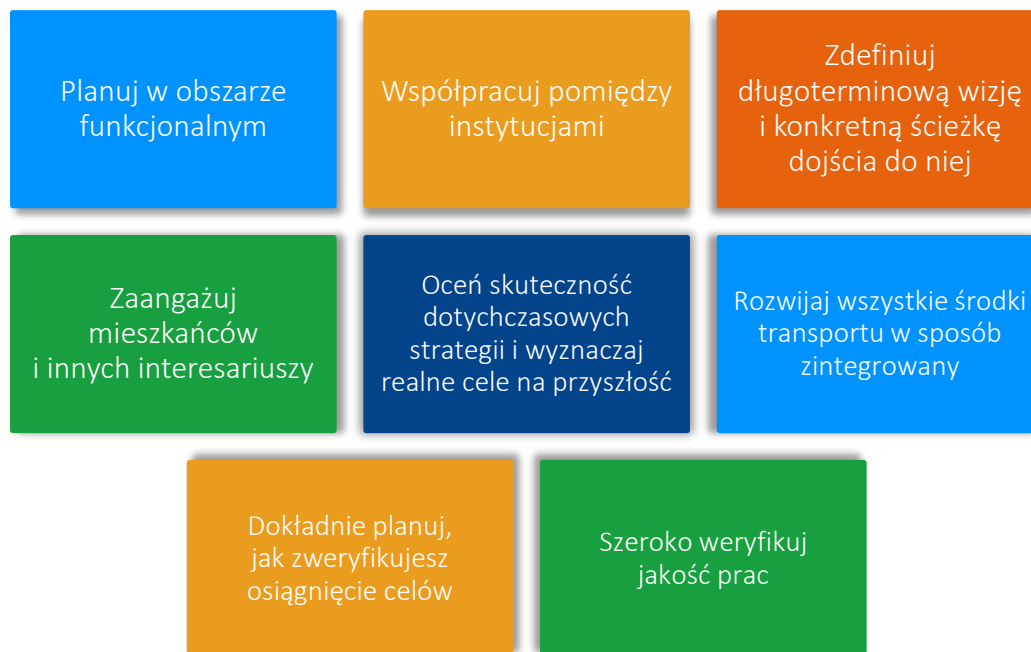 Planuj w obszarze
funkcjonalnym
Współpracuj pomiędzy
instytucjami
Zdefiniuj
długoterminową wizję
i konkretną ścieżkę
dojścia do niej
Zaangażuj
mieszkańców
i innych interesariuszy
Oceń skuteczność
dotychczasowych
strategii i wyznaczaj
realne cele na przyszłość
Rozwijaj wszystkie środki
transportu w sposób
zintegrowany
Dokładnie planuj,
jak zweryfikujesz
osiągnięcie celów
Szeroko weryfikuj
jakość prac